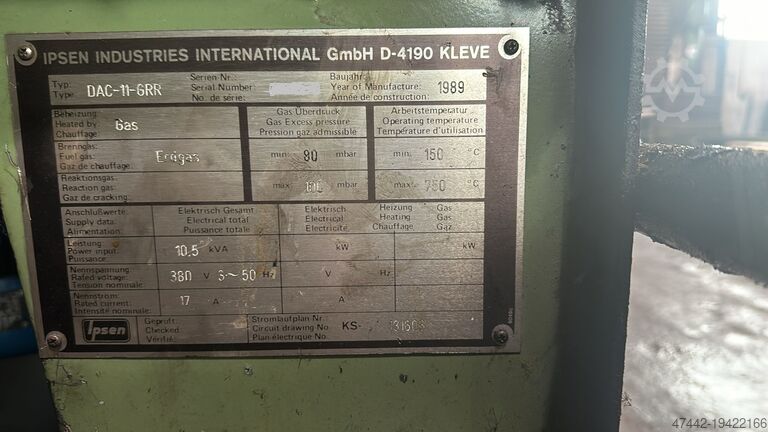 IPSEN INDUSTRIES INTERNATIONAL GmbH D-4190 KLEVE
Typ: Type: DAC-11-6RR
Serien Nr.: Serial Number: No. de série:
Baujahr: Year of Manufacture: Année de construction: 1989
Beheizung: Heated by: Chauffage: Gas
Gas Überdruck Gas Excess pressure Pression gaz admissible
Arbeitstemperatur Operating temperature Température d'utilisation
Brenngas: Fuel gas: Gaz de chauffage: Erdgas
min. 80 mbar
min. 150 °C
Reaktionsgas: Reaction gas: Gaz de cracking:
max. mbar
max. 750 °C
Anschlußwerte: Supply data: Alimentation:
Elektrisch Gesamt Electrical total Puissance totale
Elektrisch Electrical Electricité
Heizung Heating Chauffage
Gas Gas Gaz
Leistung: Power input: Puissance: 10,5 kVA
kW
kW
Nennspannung: Rated voltage: Tension nominale: 380 V 3~50 Hz
V Hz
Nennstrom: Rated current: Intensité nominale: 17 A
A
Ipsen
Geprüft: Checked: Vérifié:
Stromlaufplan Nr. Circuit drawing No. Plan électrique No. KS-
47442-19422166